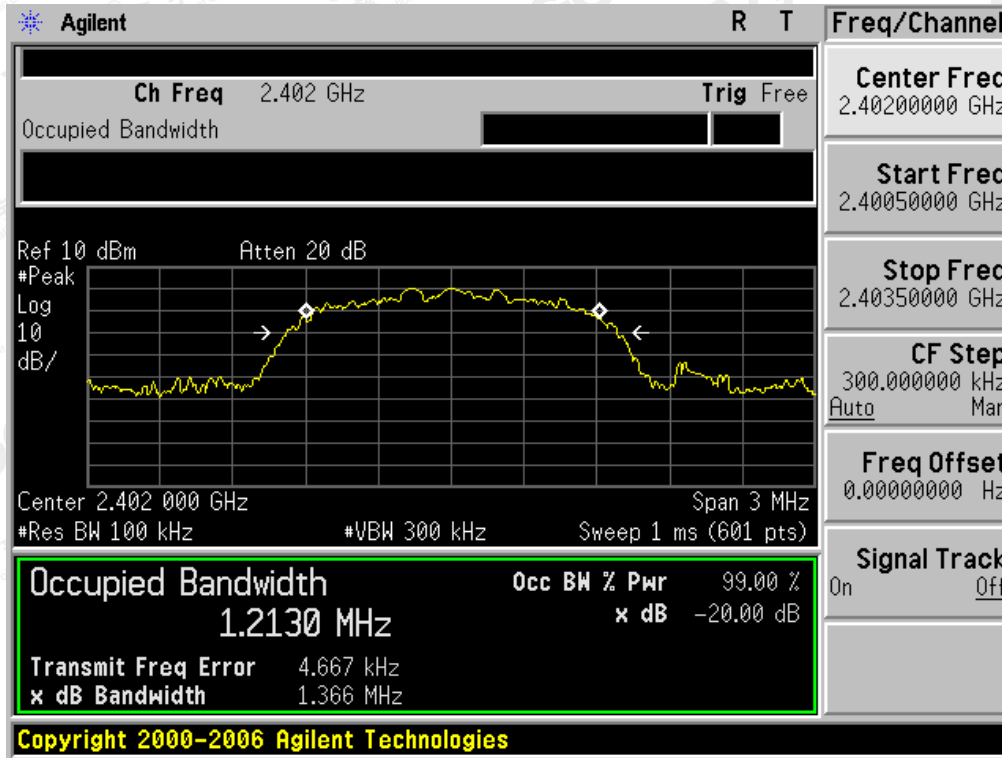 Agilent R T
Freq/Channel
Ch Freq 2.402 GHz Trig Free
Occupied Bandwidth
Center Freq
2.40200000 GHz
Start Freq
2.40050000 GHz
Stop Freq
2.40350000 GHz
CF Step
300.000000 kHz
Auto Man
Freq Offset
0.00000000 Hz
Signal Track
On Off
Ref 10 dBm Atten 20 dB
#Peak
Log
10
dB/
Center 2.402 000 GHz Span 3 MHz
#Res BW 100 kHz #VBW 300 kHz Sweep 1 ms (601 pts)
Occupied Bandwidth
1.2130 MHz
Occ BW % Pwr 99.00 %
x dB -20.00 dB
Transmit Freq Error 4.667 kHz
x dB Bandwidth 1.366 MHz
Copyright 2000-2006 Agilent Technologies